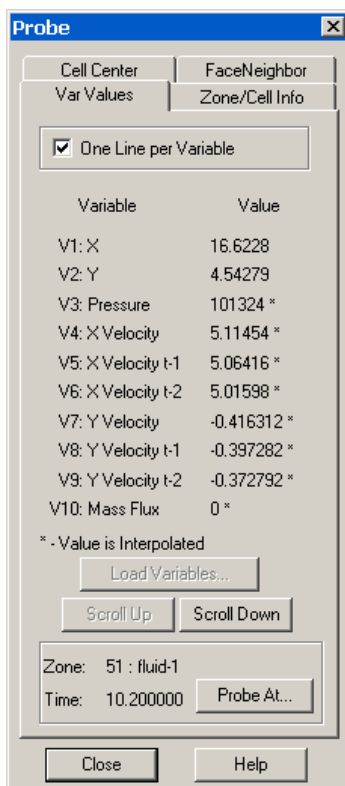 Probe
Cell Center FaceNeighbor
Var Values Zone/Cell Info
One Line per Variable
Variable Value
V1: X 16.6228
V2: Y 4.54279
V3: Pressure 101324 *
V4: X Velocity 5.11454 *
V5: X Velocity t-1 5.06416 *
V6: X Velocity t-2 5.01598 *
V7: Y Velocity -0.416312 *
V8: Y Velocity t-1 -0.397282 *
V9: Y Velocity t-2 -0.372792 *
V10: Mass Flux 0 *
* - Value is Interpolated
Load Variables...
Scroll Up Scroll Down
Zone: 51 : fluid-1
Time: 10.200000 Probe At...
Close Help